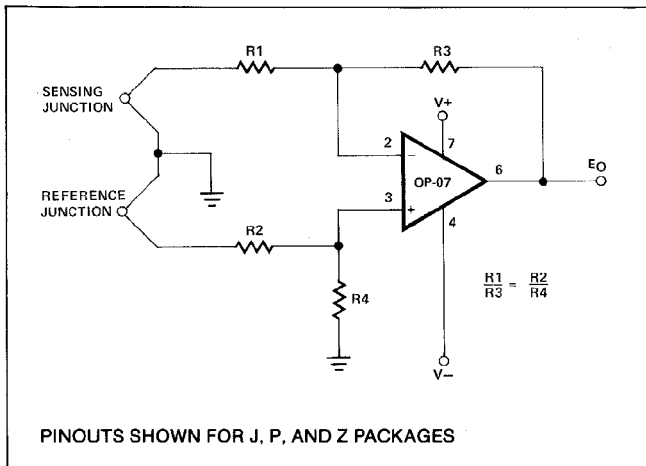 R1
R3
SENSING
JUNCTION
V+
7
2
−
OP-07
6
EO
REFERENCE
JUNCTION
3
+
4
R2
R1/R3 = R2/R4
R4
V−
PINOUTS SHOWN FOR J, P, AND Z PACKAGES